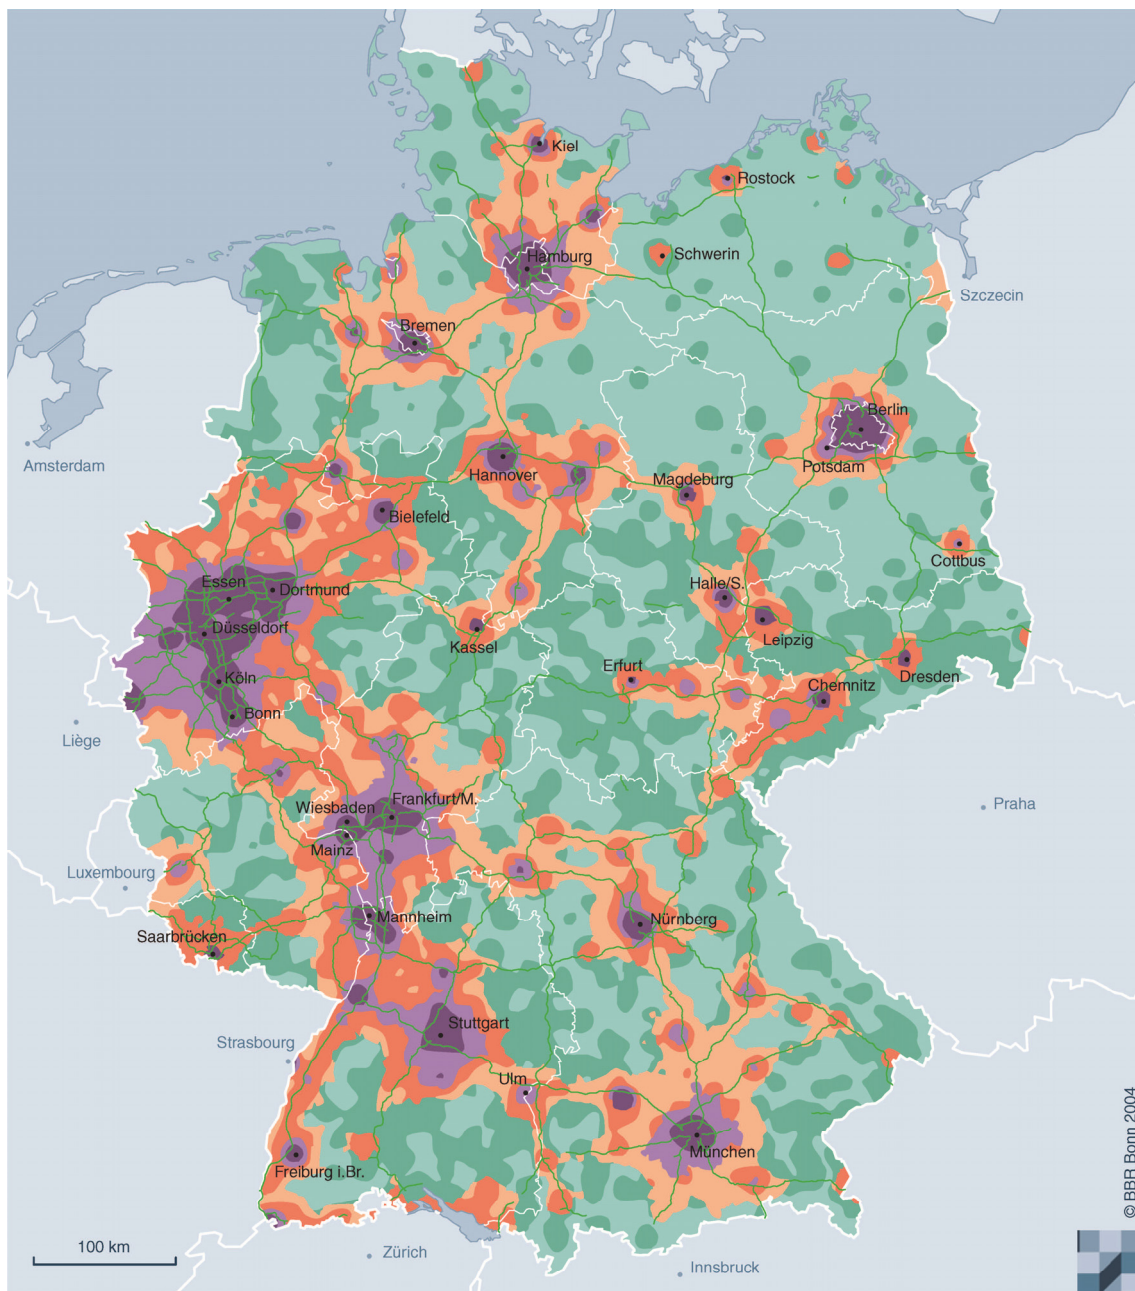 Kiel
Rostock
Hamburg
Schwerin
Szczecin
Bremen
Berlin
Amsterdam
Hannover
Potsdam
Magdeburg
Bielefeld
Cottbus
Essen
Dortmund
Halle/S.
Düsseldorf
Leipzig
Kassel
Erfurt
Dresden
Köln
Chemnitz
Bonn
Liège
Wiesbaden
Frankfurt/M.
Praha
Mainz
Luxembourg
Mannheim
Nürnberg
Saarbrücken
Stuttgart
Strasbourg
Ulm
München
Freiburg i.Br.
©BBR Bonn 2004
100 km
Zürich
Innsbruck